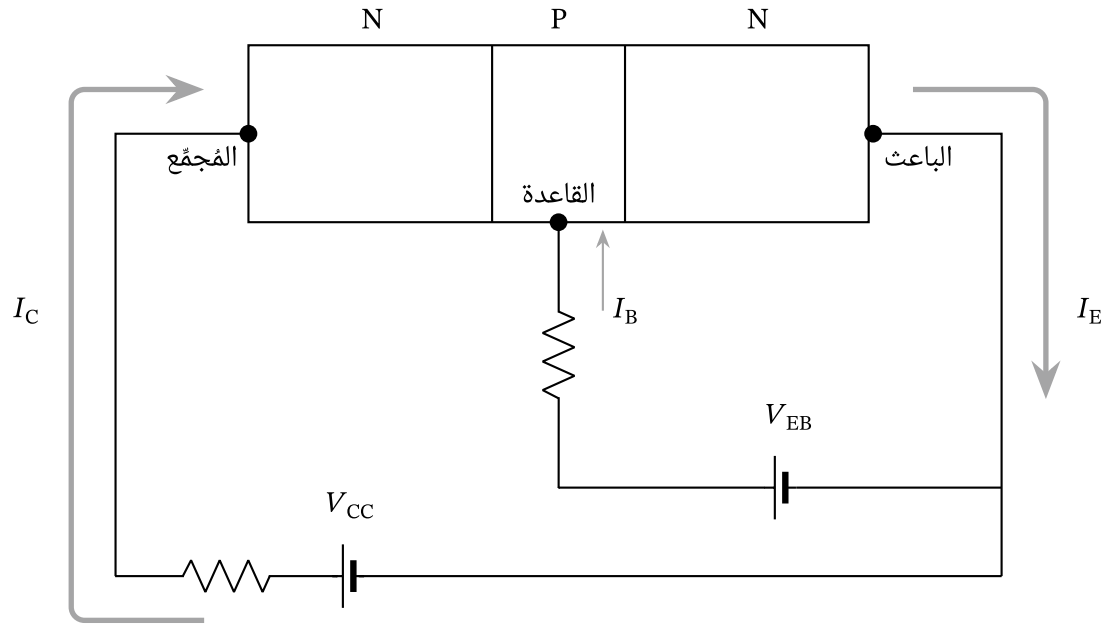 N P N
المُجمِّع
الباعث
القاعدة
I_C
I_B
I_E
V_EB
V_CC